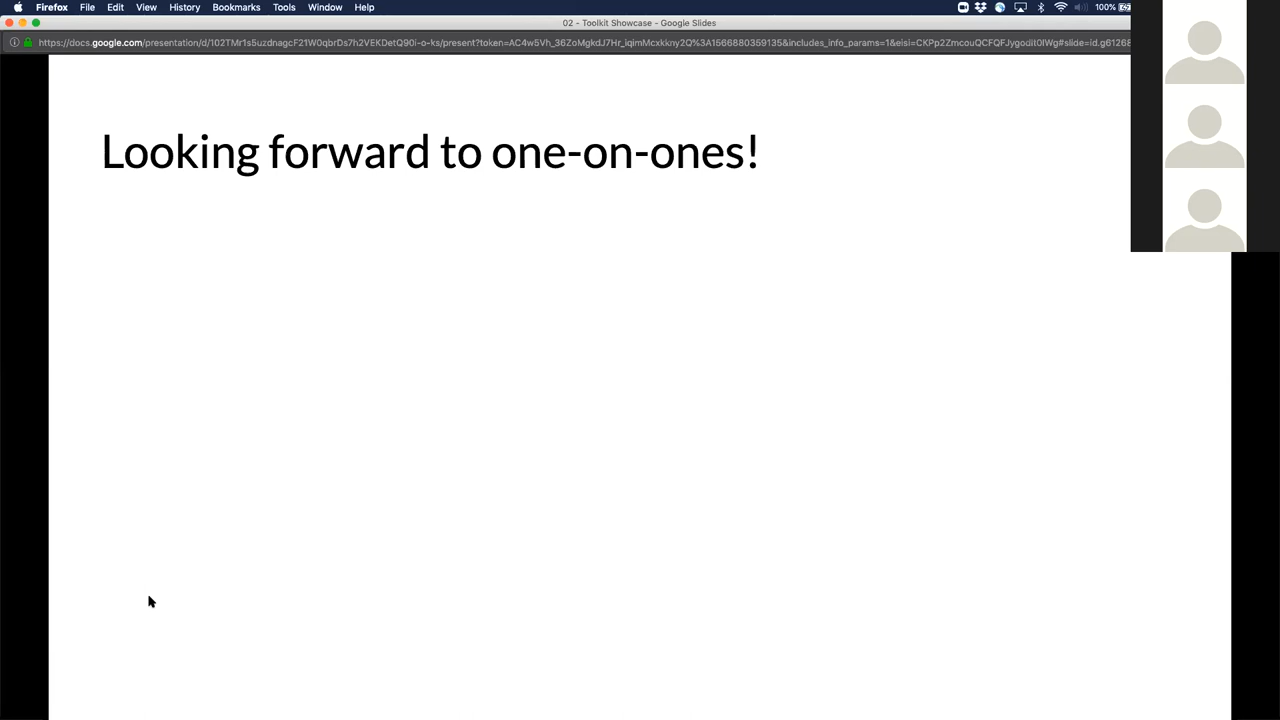 Firefox File Edit View History Bookmarks Tools Window Help 100%
02 - Toolkit Showcase - Google Slides
Looking forward to one-on-ones!